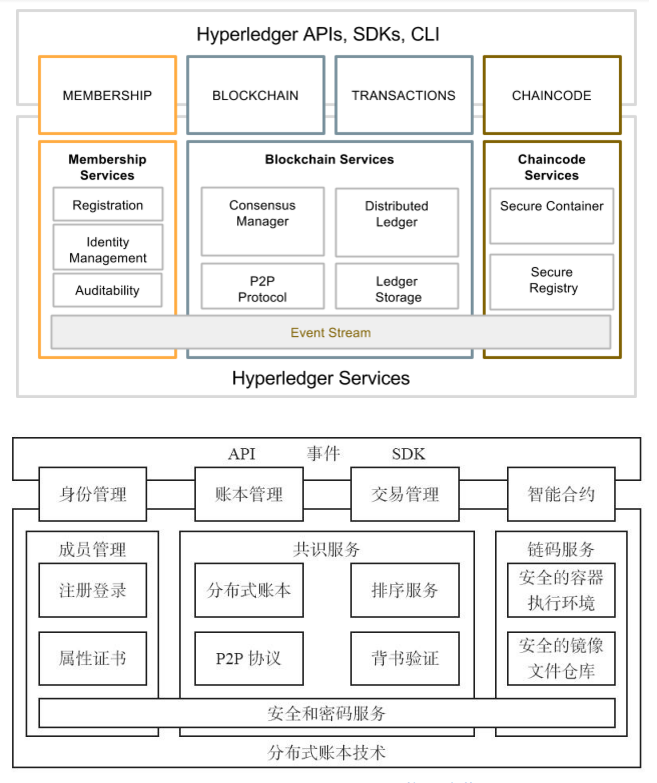 Hyperledger APIs, SDKs, CLI
MEMBERSHIP
BLOCKCHAIN
TRANSACTIONS
CHAINCODE
Membership
Services
Registration
Identity
Management
Auditability
Blockchain Services
Consensus
Manager
Distributed
Ledger
P2P
Protocol
Ledger
Storage
Chaincode
Services
Secure Container
Secure
Registry
Event Stream
Hyperledger Services
API 事件 SDK
身份管理
账本管理
交易管理
智能合约
成员管理
注册登录
属性证书
共识服务
分布式账本
排序服务
P2P 协议
背书验证
链码服务
安全的容器
执行环境
安全的镜像
文件仓库
安全和密码服务
分布式账本技术